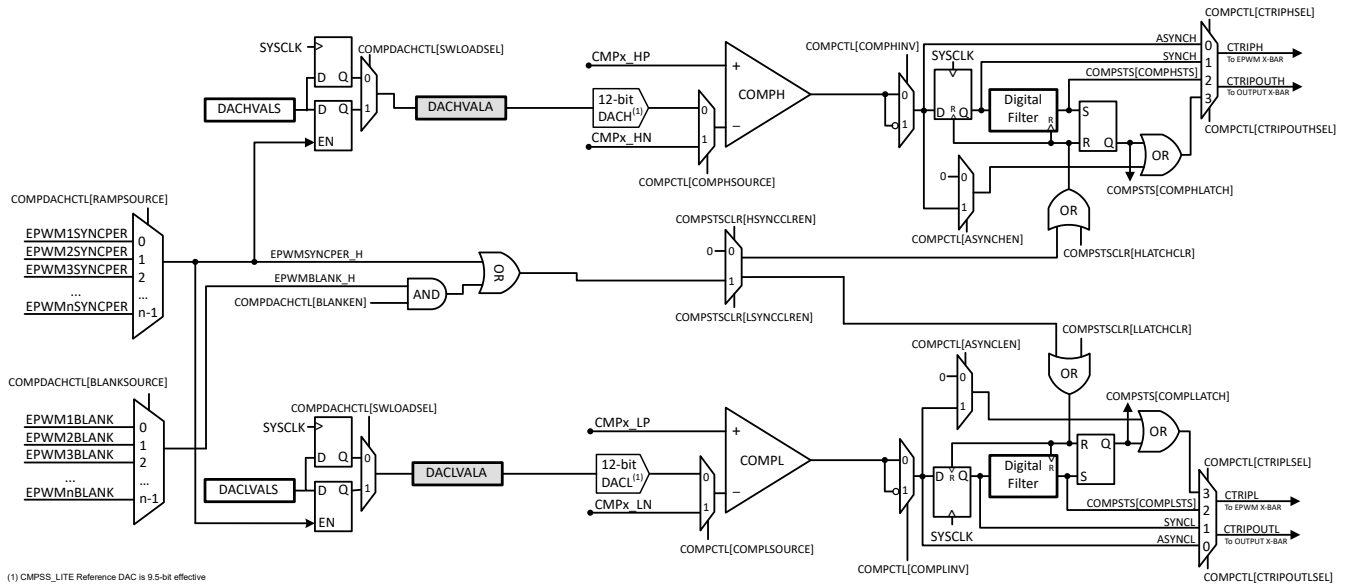 COMPCTL[CTRIPHSEL]
ASYNCH
0
CTRIPH
To EPWM X-BAR
SYNCH
1
COMPSTS[COMPHSTS]
2
CTRIPOUTH
To OUTPUT X-BAR
3
COMPCTL[CTRIPOUTHSEL]
SYSCLK
D Q
0
COMPDACHCTL[SWLOADSEL]
DACHVALS
D Q
1
EN
DACHVALA
CMPx_HP
12-bit
DACH(1)
CMPx_HN
0
1
COMPCTL[COMPHSOURCE]
+
COMPH
−
COMPCTL[COMPHINV]
0
1
SYSCLK
D R Q
Digital
Filter
R
S
R Q
OR
COMPSTS[COMPHLATCH]
0 0
1
COMPCTL[ASYNCHEN]
OR
COMPSTSCLR[HLATCHCLR]
COMPDACHCTL[RAMPSOURCE]
EPWM1SYNCPER 0
EPWM2SYNCPER 1
EPWM3SYNCPER 2
... ...
EPWMnSYNCPER n-1
EPWMSYNCPER_H
EPWMBLANK_H
COMPDACHCTL[BLANKEN]
AND
OR
COMPSTSCLR[HSYNCCLREN]
0 0
1
COMPSTSCLR[LSYNCCLREN]
COMPDACHCTL[BLANKSOURCE]
EPWM1BLANK 0
EPWM2BLANK 1
EPWM3BLANK 2
... ...
EPWMnBLANK n-1
COMPDACHCTL[SWLOADSEL]
SYSCLK
D Q
0
DACLVALS
D Q
1
EN
DACLVALA
CMPx_LP
12-bit
DACL(1)
CMPx_LN
0
1
COMPCTL[COMPLSOURCE]
+
COMPL
−
COMPCTL[COMPLINV]
0
1
COMPCTL[ASYNCLEN]
0 0
1
COMPSTSCLR[LLATCHCLR]
OR
COMPSTS[COMPLLATCH]
OR
D R Q
SYSCLK
Digital
Filter
R
R Q
S
COMPCTL[CTRIPLSEL]
3
CTRIPL
To EPWM X-BAR
COMPSTS[COMPLSTS]
2
SYNCL
1
CTRIPOUTL
To OUTPUT X-BAR
ASYNCL
0
COMPCTL[CTRIPOUTLSEL]
(1) CMPSS_LITE Reference DAC is 9.5-bit effective